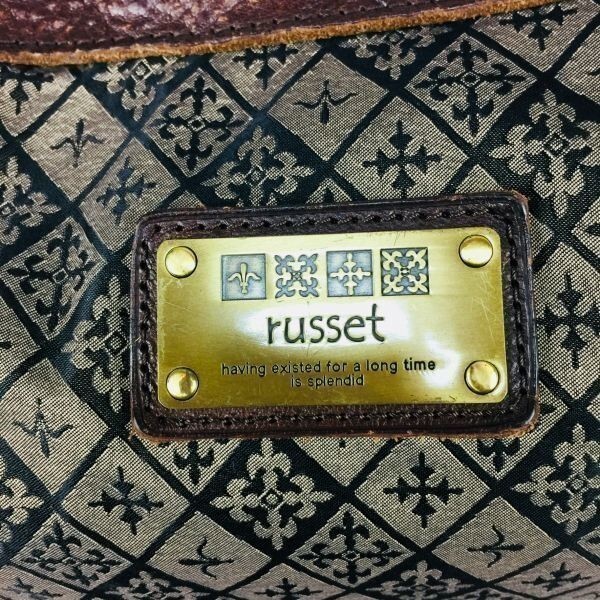 russet
having existed for a long time
is splendid